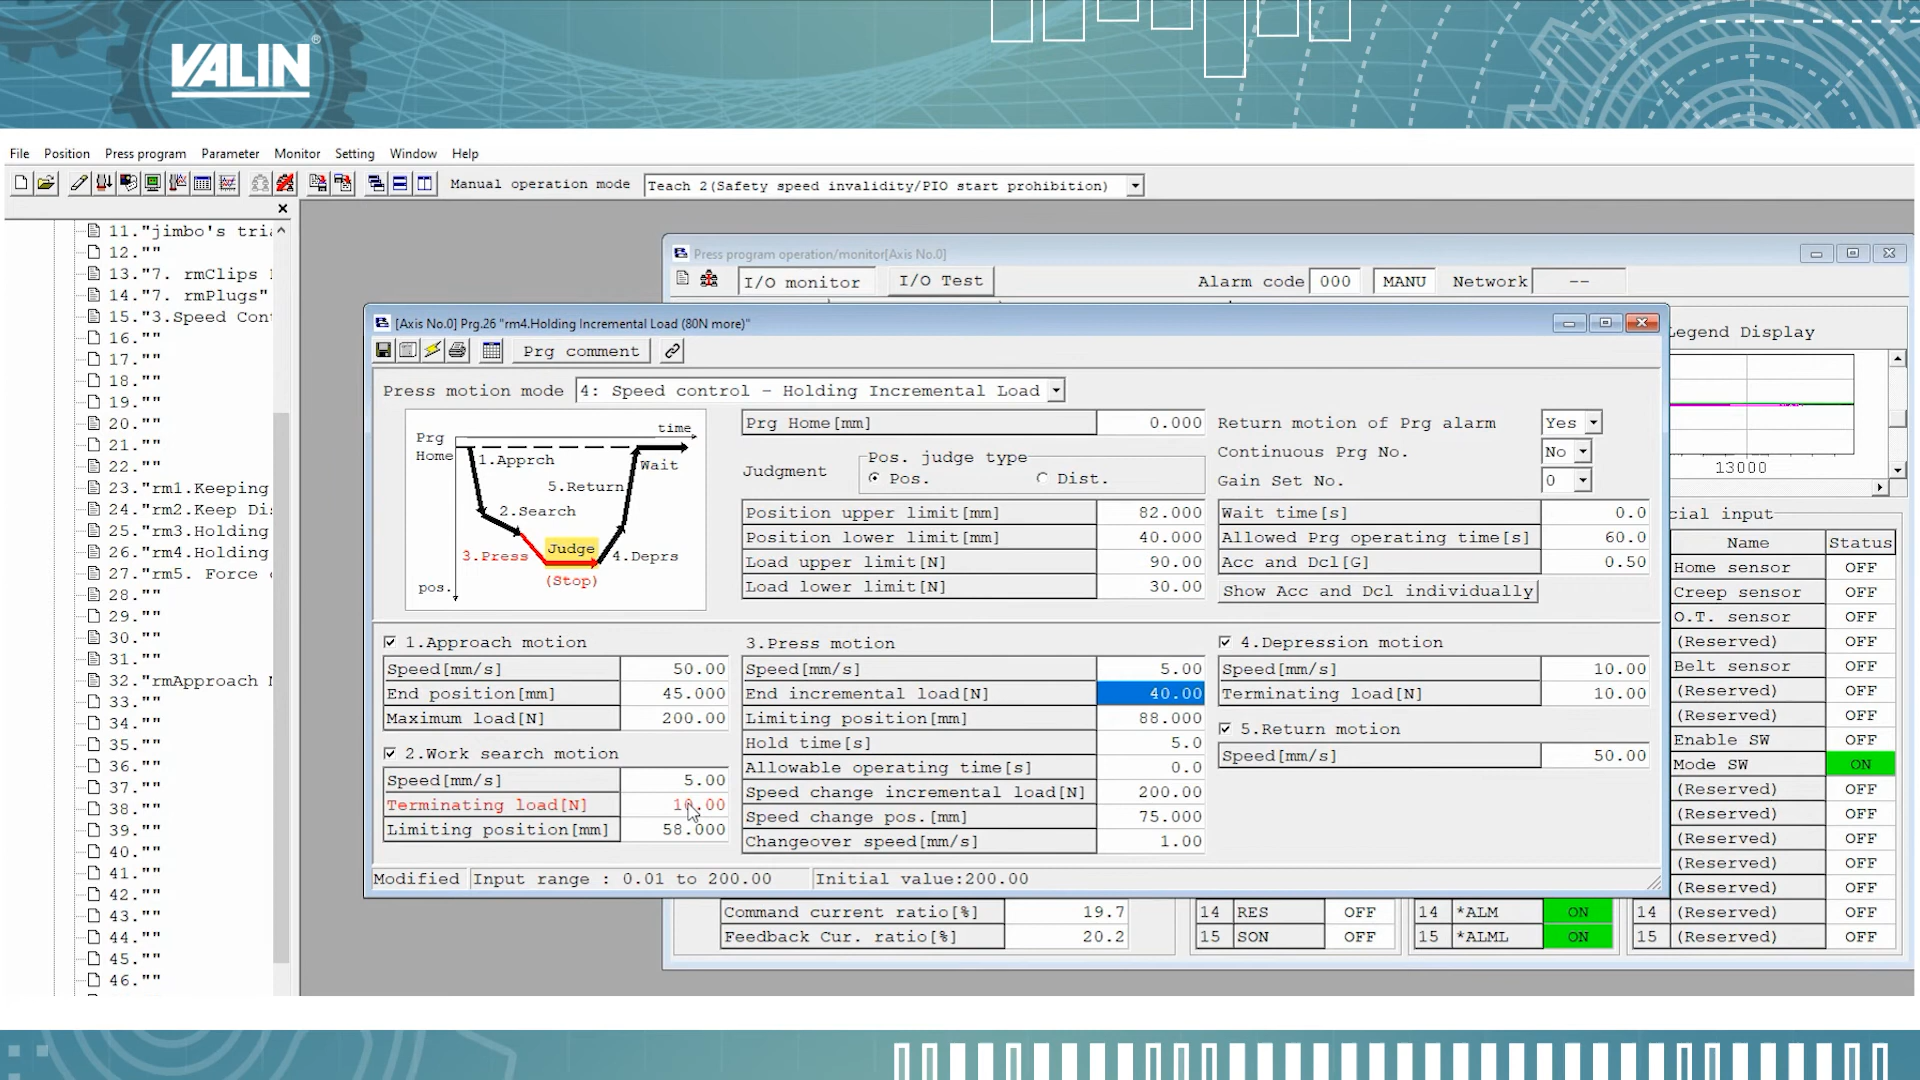 VALIN®
File Position Press program Parameter Monitor Setting Window Help
Manual operation mode Teach 2(Safety speed invalidity/PIO start prohibition)
11."jimbo's tria
12.""
13."7. rmClips
14."7. rmPlugs"
15."3.Speed Con
16.""
17.""
18.""
19.""
20.""
21.""
22.""
23."rm1.Keeping
24."rm2.Keep Di
25."rm3.Holding
26."rm4.Holding
27."rm5. Force
28.""
29.""
30.""
31.""
32."rmApproach
33.""
34.""
35.""
36.""
37.""
38.""
39.""
40.""
41.""
42.""
43.""
44.""
45.""
46.""
Press program operation/monitor[Axis No.0]
I/O monitor I/O Test Alarm code 000 MANU Network --
[Axis No.0] Prg.26 "rm4.Holding Incremental Load (80N more)"
Prg comment
Press motion mode 4: Speed control - Holding Incremental Load
Prg Home
time
1.Apprch
Wait
5.Return
2.Search
3.Press
Judge
4.Deprs
(Stop)
pos.
Prg Home[mm] 0.000
Judgment
Pos. judge type
Pos. Dist.
Position upper limit[mm] 82.000
Position lower limit[mm] 40.000
Load upper limit[N] 90.00
Load lower limit[N] 30.00
Return motion of Prg alarm Yes
Continuous Prg No. No
Gain Set No. 0
Wait time[s] 0.0
Allowed Prg operating time[s] 60.0
Acc and Dcl[G] 0.50
Show Acc and Dcl individually
1.Approach motion
Speed[mm/s] 50.00
End position[mm] 45.000
Maximum load[N] 200.00
2.Work search motion
Speed[mm/s] 5.00
Terminating load[N] 10.00
Limiting position[mm] 58.000
3.Press motion
Speed[mm/s] 5.00
End incremental load[N] 40.00
Limiting position[mm] 88.000
Hold time[s] 5.0
Allowable operating time[s] 0.0
Speed change incremental load[N] 200.00
Speed change pos.[mm] 75.000
Changeover speed[mm/s] 1.00
4.Depression motion
Speed[mm/s] 10.00
Terminating load[N] 10.00
5.Return motion
Speed[mm/s] 50.00
Modified Input range : 0.01 to 200.00 Initial value:200.00
Legend Display
13000
cial input
Name Status
Home sensor OFF
Creep sensor OFF
O.T. sensor OFF
(Reserved) OFF
Belt sensor OFF
(Reserved) OFF
(Reserved) OFF
Enable SW OFF
Mode SW ON
(Reserved) OFF
(Reserved) OFF
(Reserved) OFF
(Reserved) OFF
(Reserved) OFF
Command current ratio[%] 19.7
Feedback Cur. ratio[%] 20.2
14 RES OFF
15 SON OFF
14 *ALM ON
15 *ALML ON
14 (Reserved) OFF
15 (Reserved) OFF